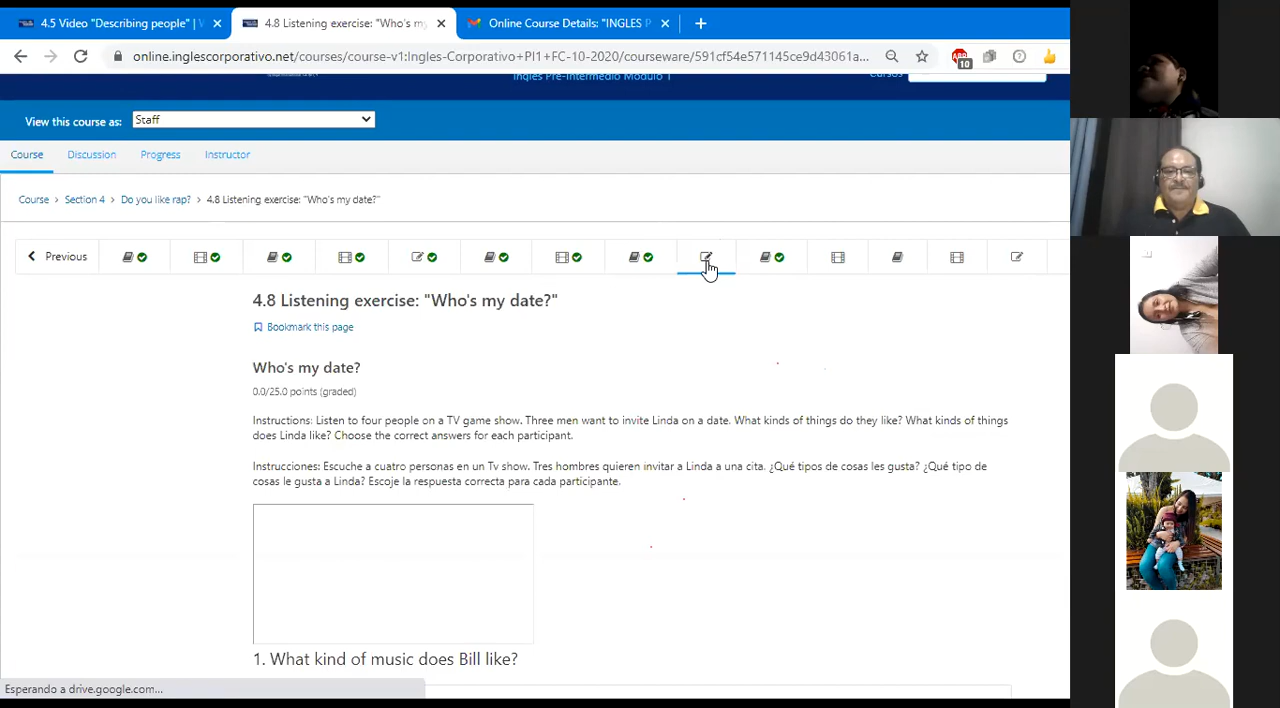 4.5 Video "Describing people" | V
4.8 Listening exercise: "Who's my
Online Course Details: "INGLES P
online.inglescorporativo.net/courses/course-v1:Ingles-Corporativo+PI1+FC-10-2020/courseware/591cf54e571145ce9d43061a...
10
Ingles Pre-Intermedio Modulo 1
Cursos
View this course as:
Staff
Course
Discussion
Progress
Instructor
Course > Section 4 > Do you like rap? > 4.8 Listening exercise: "Who's my date?"
Previous
4.8 Listening exercise: "Who's my date?"
Bookmark this page
Who's my date?
0.0/25.0 points (graded)
Instructions: Listen to four people on a TV game show. Three men want to invite Linda on a date. What kinds of things do they like? What kinds of things
does Linda like? Choose the correct answers for each participant.
Instrucciones: Escuche a cuatro personas en un Tv show. Tres hombres quieren invitar a Linda a una cita. ¿Qué tipos de cosas les gusta? ¿Qué tipo de
cosas le gusta a Linda? Escoje la respuesta correcta para cada participante.
1. What kind of music does Bill like?
Esperando a drive.google.com...